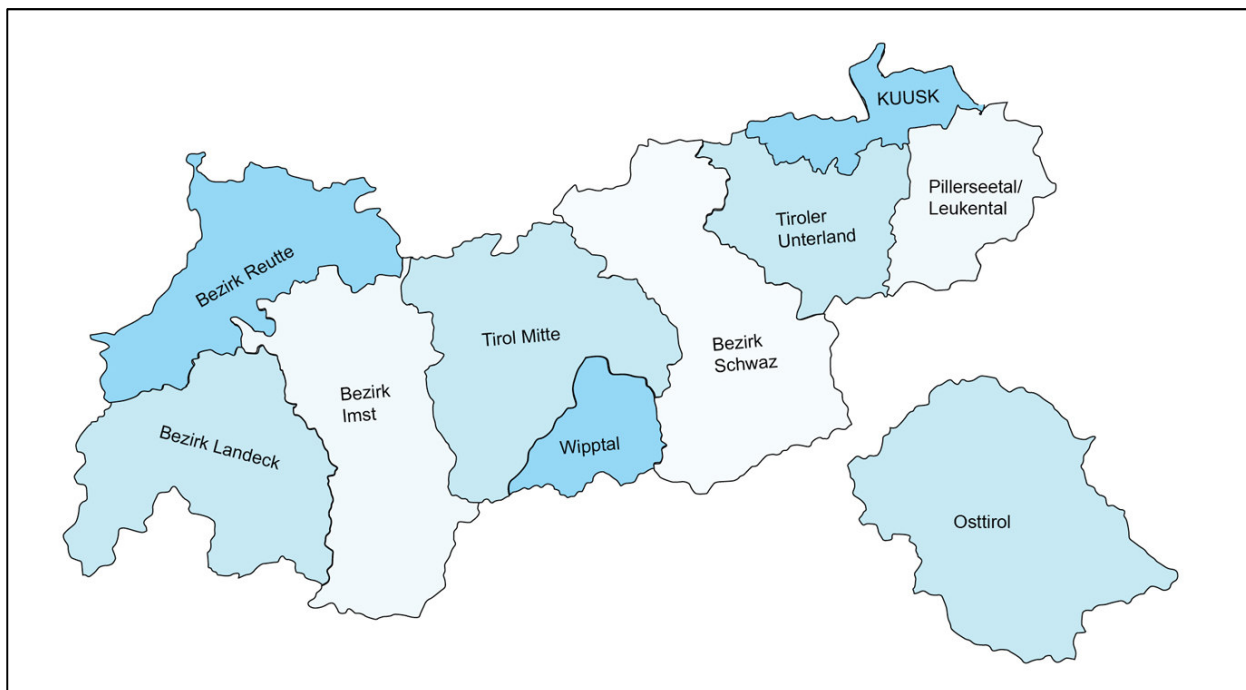 KUUSK
Pillerseetal/
Leukental
Tiroler
Unterland
Bezirk Reutte
Tirol Mitte
Bezirk
Schwaz
Bezirk
Imst
Bezirk Landeck
Wipptal
Osttirol